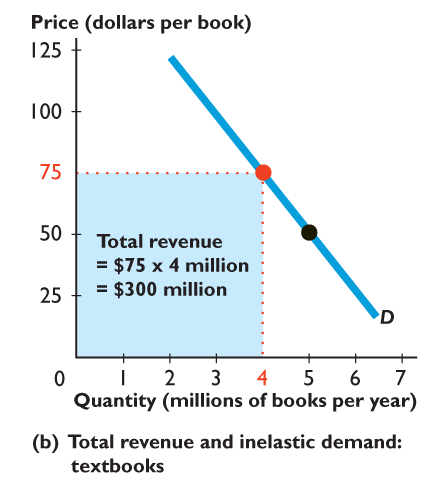 Price (dollars per book)
125
100
75
50
25
Total revenue
= $75 x 4 million
= $300 million
D
0 1 2 3 4 5 6 7
Quantity (millions of books per year)
(b) Total revenue and inelastic demand:
textbooks